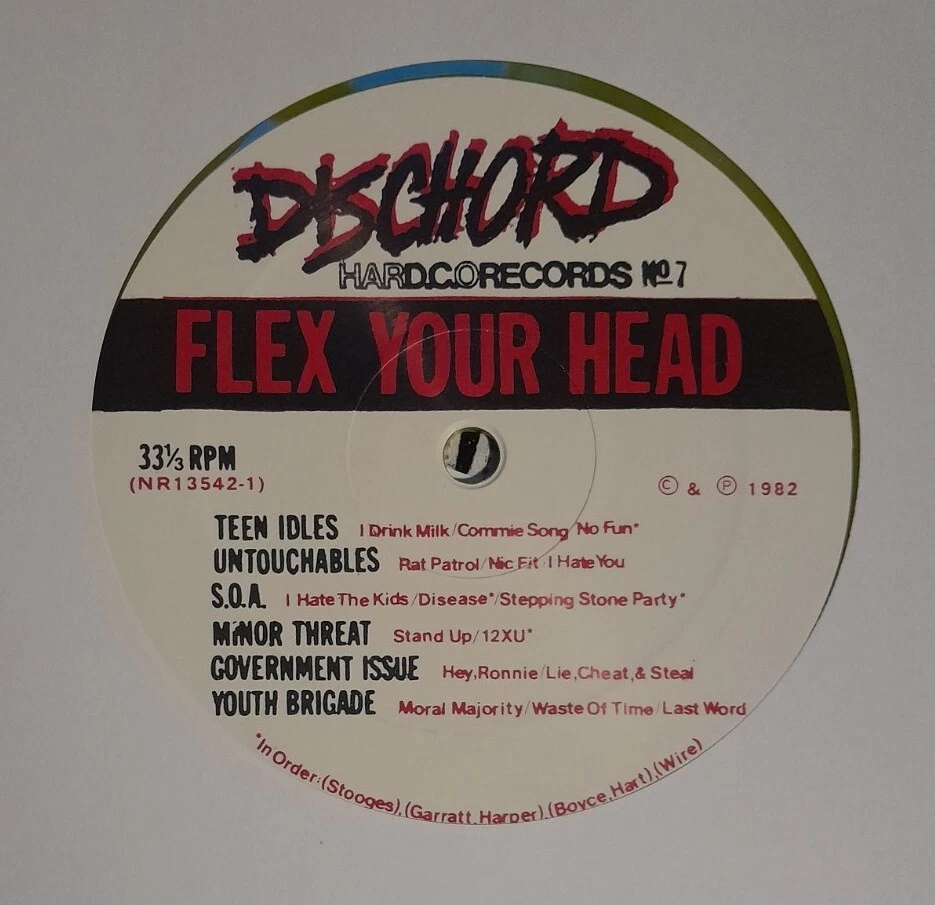 DISCHORD
HARD.C.ORECORDS Nº 7
FLEX YOUR HEAD
33⅓ RPM
(NR13542-1)
© & ℗ 1982
TEEN IDLES I Drink Milk/Commie Song/No Fun*
UNTOUCHABLES Rat Patrol/Nic Fit/I Hate You
S.O.A. I Hate The Kids/Disease*/Stepping Stone Party*
MINOR THREAT Stand Up/12XU*
GOVERNMENT ISSUE Hey,Ronnie/Lie,Cheat,& Steal
YOUTH BRIGADE Moral Majority/Waste Of Time/Last Word
*In Order:(Stooges),(Garratt,Harper),(Boyce,Hart),(Wire)